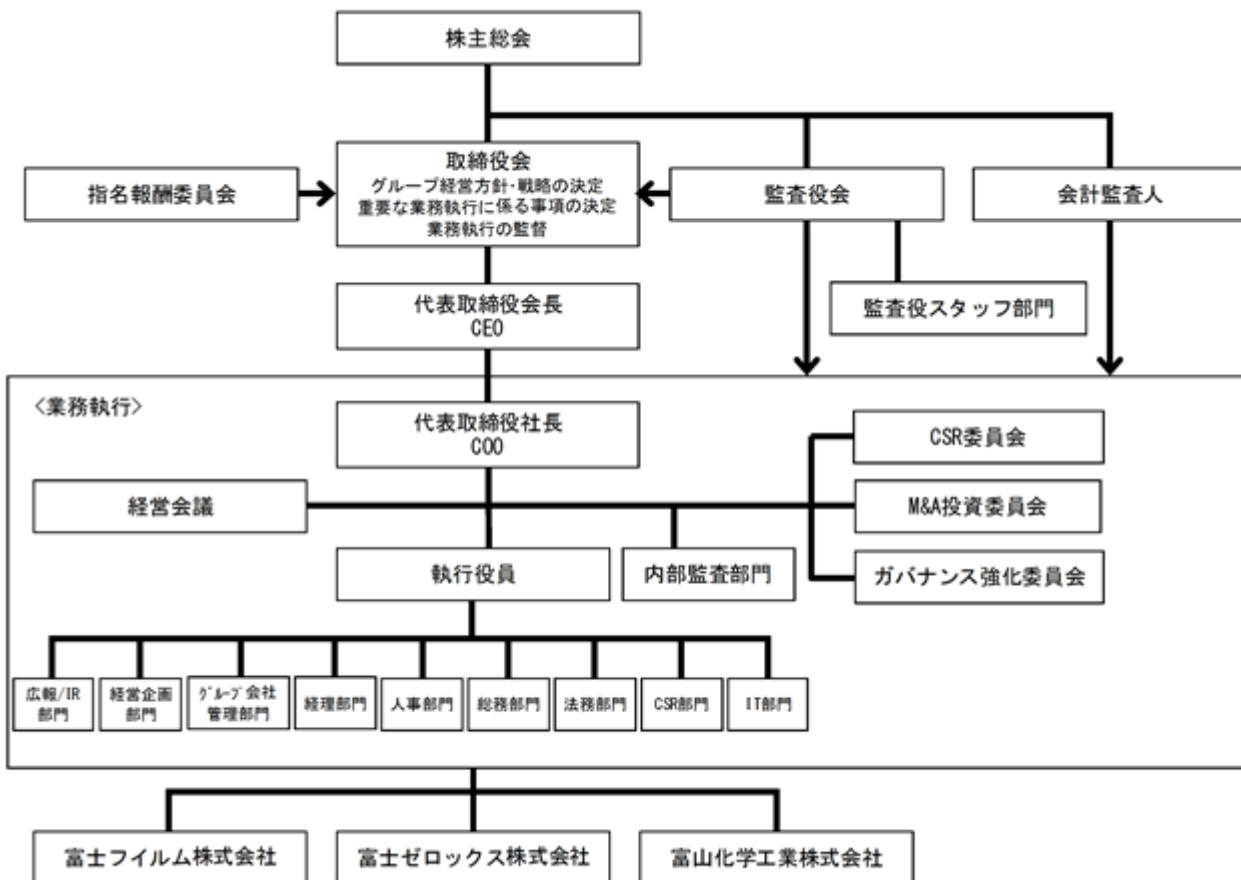 株主総会
取締役会
グループ経営方針・戦略の決定
重要な業務執行に係る事項の決定
業務執行の監督
指名報酬委員会
監査役会
会計監査人
監査役スタッフ部門
代表取締役会長
CEO
<業務執行>
代表取締役社長
COO
CSR委員会
経営会議
M&A投資委員会
執行役員
内部監査部門
ガバナンス強化委員会
広報/IR
部門
経営企画
部門
グループ会社
管理部門
経理部門
人事部門
総務部門
法務部門
CSR部門
IT部門
富士フイルム株式会社
富士ゼロックス株式会社
富山化学工業株式会社